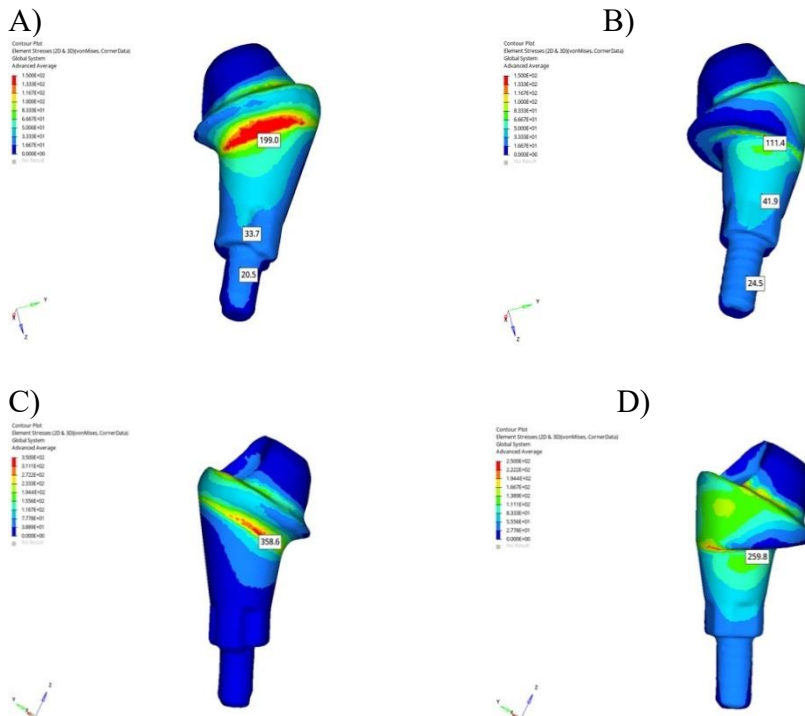 A)
Contour Plot
Element Stresses (2D & 3D)(vonMises, CornerData)
Global System
Advanced Average
1.500E+02
1.333E+02
1.167E+02
1.000E+02
8.333E+01
6.667E+01
5.000E+01
3.333E+01
1.667E+01
0.000E+00
No Result
199.0
33.7
20.5
Y
X
Z
B)
Contour Plot
Element Stresses (2D & 3D)(vonMises, CornerData)
Global System
Advanced Average
1.500E+02
1.333E+02
1.167E+02
1.000E+02
8.333E+01
6.667E+01
5.000E+01
3.333E+01
1.667E+01
0.000E+00
No Result
111.4
41.9
24.5
Y
X
Z
C)
Contour Plot
Element Stresses (2D & 3D)(vonMises, CornerData)
Global System
Advanced Average
3.500E+02
3.111E+02
2.722E+02
2.333E+02
1.944E+02
1.556E+02
1.167E+02
7.778E+01
3.889E+01
0.000E+00
No Result
358.6
Y
Z
D)
Contour Plot
Element Stresses (2D & 3D)(vonMises, CornerData)
Global System
Advanced Average
2.500E+02
2.222E+02
1.944E+02
1.667E+02
1.389E+02
1.111E+02
8.333E+01
5.556E+01
2.778E+01
0.000E+00
No Result
259.8
Y
Z